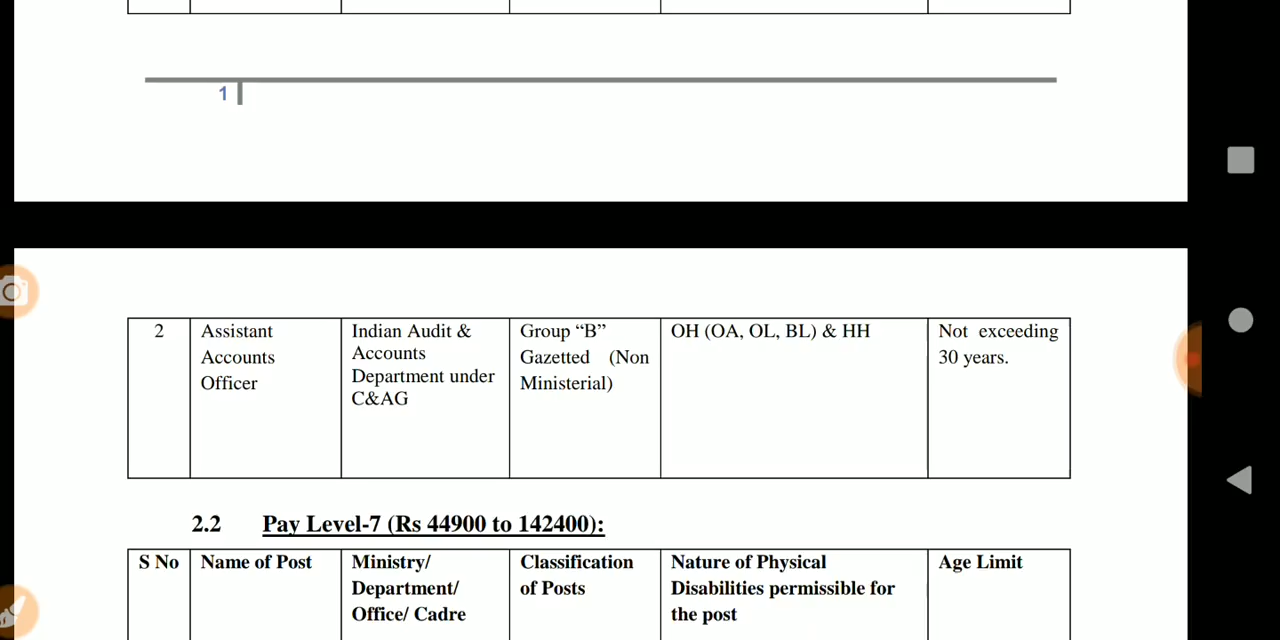 1
2 Assistant Indian Audit & Group “B” OH (OA, OL, BL) & HH Not exceeding
Accounts Accounts Gazetted (Non 30 years.
Officer Department under Ministerial)
C&AG
2.2 Pay Level-7 (Rs 44900 to 142400):
S No Name of Post Ministry/ Classification Nature of Physical Age Limit
Department/ of Posts Disabilities permissible for
Office/ Cadre the post